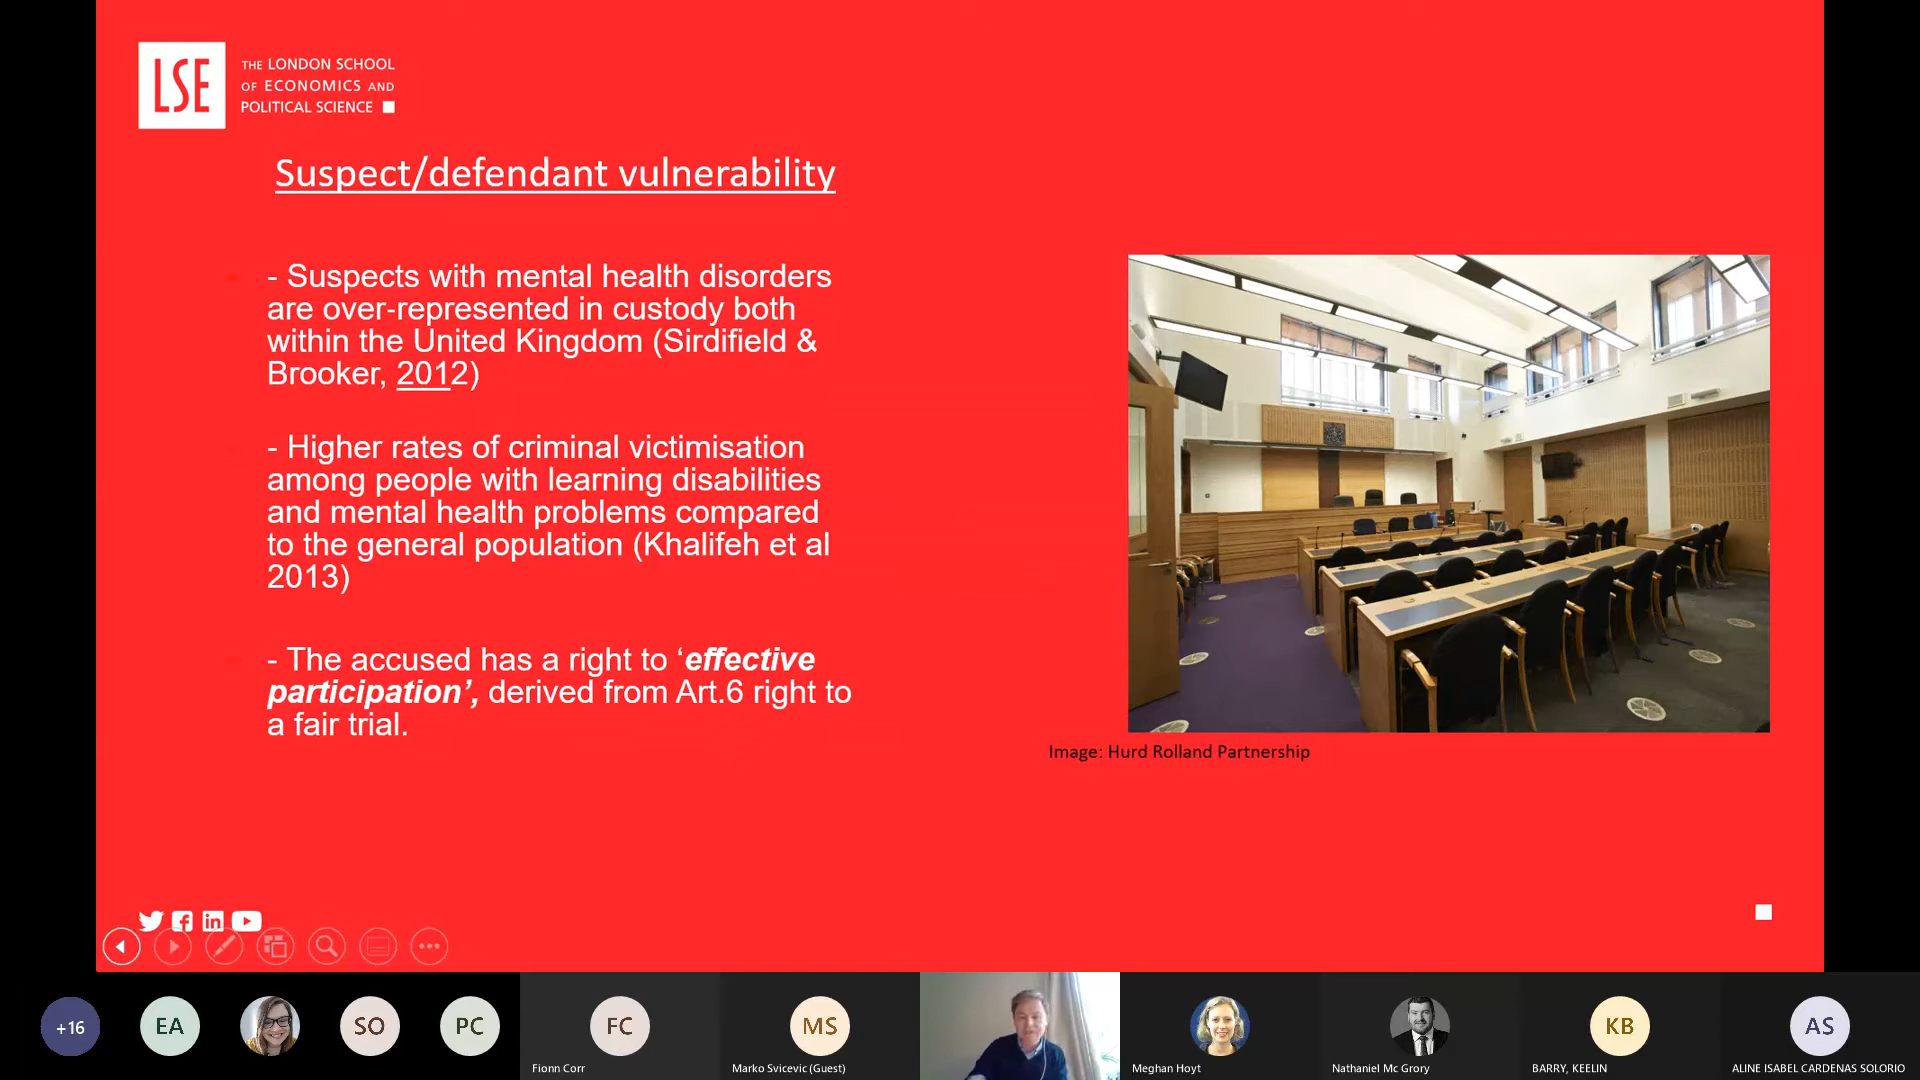 LSE
THE LONDON SCHOOL
OF ECONOMICS AND
POLITICAL SCIENCE
Suspect/defendant vulnerability
- Suspects with mental health disorders
are over-represented in custody both
within the United Kingdom (Sirdifield &
Brooker, 2012)
- Higher rates of criminal victimisation
among people with learning disabilities
and mental health problems compared
to the general population (Khalifeh et al
2013)
- The accused has a right to ‘effective
participation’, derived from Art.6 right to
a fair trial.
Image: Hurd Rolland Partnership
in
+16
EA
SO
PC
FC
Fionn Corr
MS
Marko Svicevic (Guest)
Meghan Hoyt
Nathaniel Mc Grory
KB
BARRY, KEELIN
AS
ALINE ISABEL CARDENAS SOLORIO